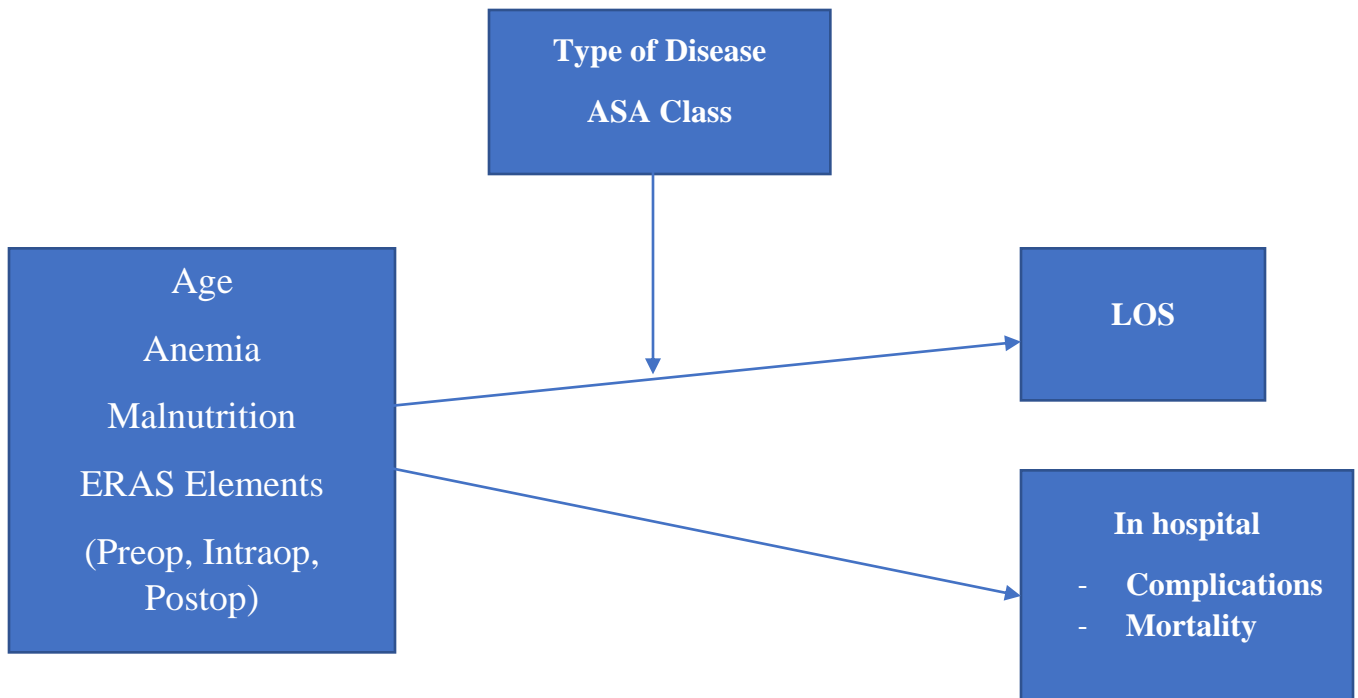 Type of Disease
ASA Class
Age
Anemia
Malnutrition
ERAS Elements
(Preop, Intraop,
Postop)
LOS
In hospital
- Complications
- Mortality